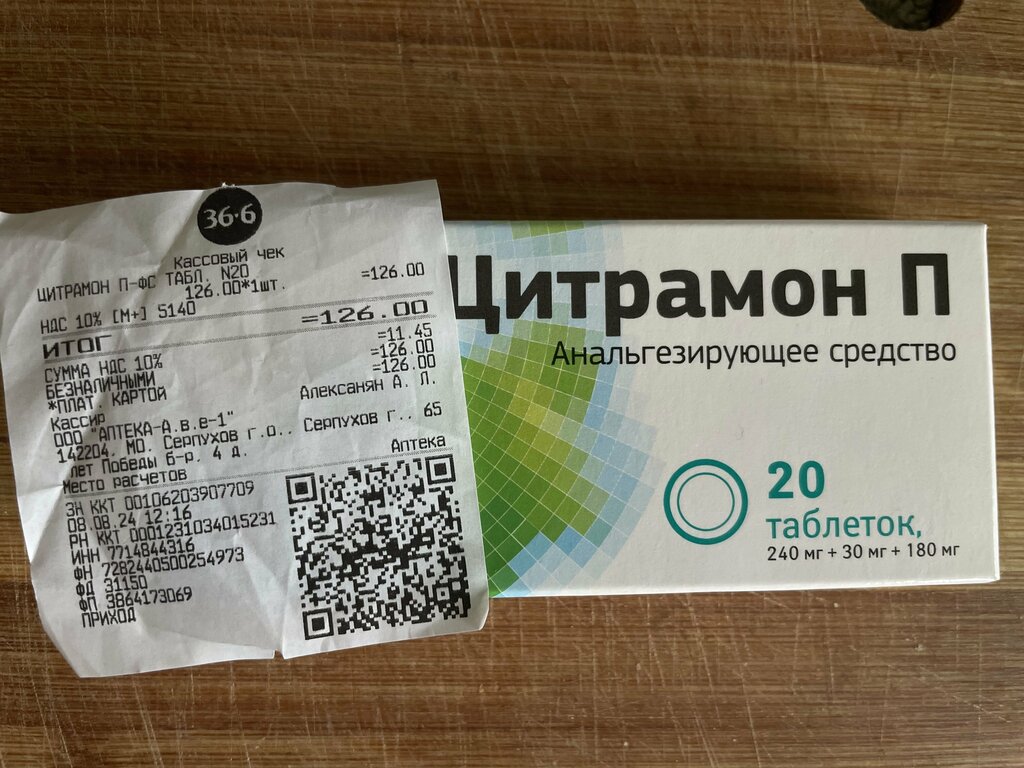 36·6
Кассовый чек
ЦИТРАМОН П-ФС ТАБЛ. N20
126.00*1шт. =126.00
НДС 10% [М+] 5140
ИТОГ =126.00
СУММА НДС 10% =11.45
БЕЗНАЛИЧНЫМИ =126.00
*ПЛАТ. КАРТОЙ =126.00
Кассир Алексанян А. Л.
ООО "АПТЕКА-А.в.е-1"
142204, МО, Серпухов г.о., Серпухов г., 65
лет Победы б-р. 4 д.
Место расчетов Аптека
ЗН ККТ 00106203907709
08.08.24 12:16
РН ККТ 0001231034015231
ИНН 7714844316
ФН 7282440500254973
ФД 31150
ФП 3864173069
ПРИХОД
Цитрамон П
Анальгезирующее средство
20
таблеток,
240 мг + 30 мг + 180 мг